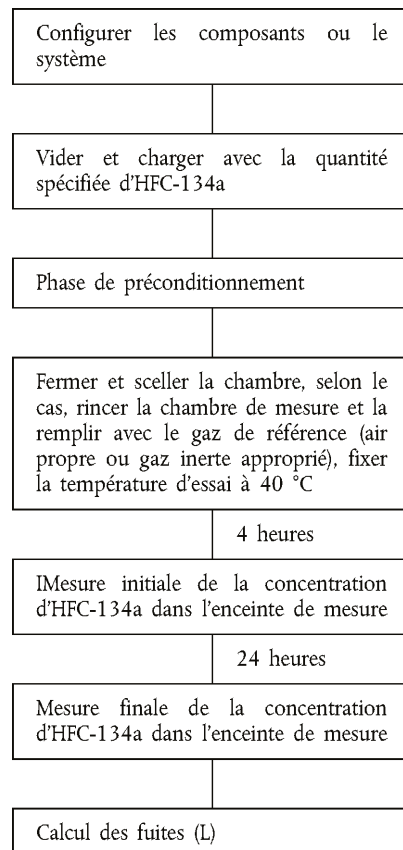 Configurer les composants ou le
système
Vider et charger avec la quantité
spécifiée d'HFC-134a
Phase de préconditionnement
Fermer et sceller la chambre, selon le
cas, rincer la chambre de mesure et la
remplir avec le gaz de référence (air
propre ou gaz inerte approprié), fixer
la température d'essai à 40 °C
4 heures
IMesure initiale de la concentration
d'HFC-134a dans l'enceinte de mesure
24 heures
Mesure finale de la concentration
d'HFC-134a dans l'enceinte de mesure
Calcul des fuites (L)